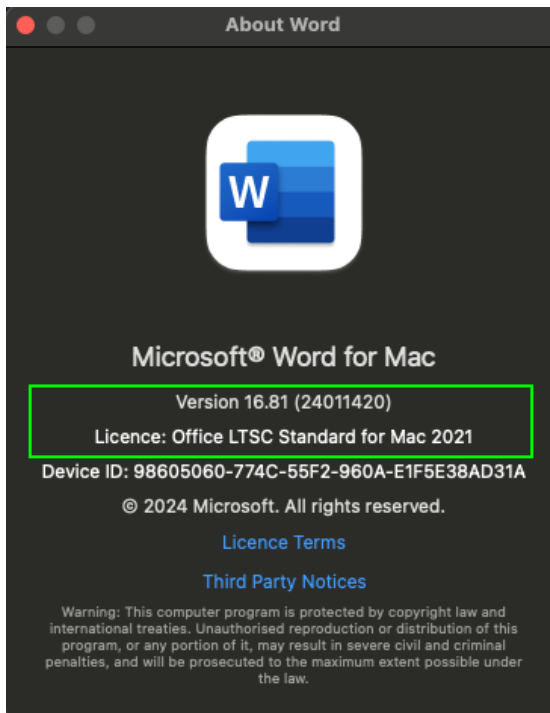 About Word
W
Microsoft® Word for Mac
Version 16.81 (24011420)
Licence: Office LTSC Standard for Mac 2021
Device ID: 98605060-774C-55F2-960A-E1F5E38AD31A
© 2024 Microsoft. All rights reserved.
Licence Terms
Third Party Notices
Warning: This computer program is protected by copyright law and
international treaties. Unauthorised reproduction or distribution of this
program, or any portion of it, may result in severe civil and criminal
penalties, and will be prosecuted to the maximum extent possible under
the law.